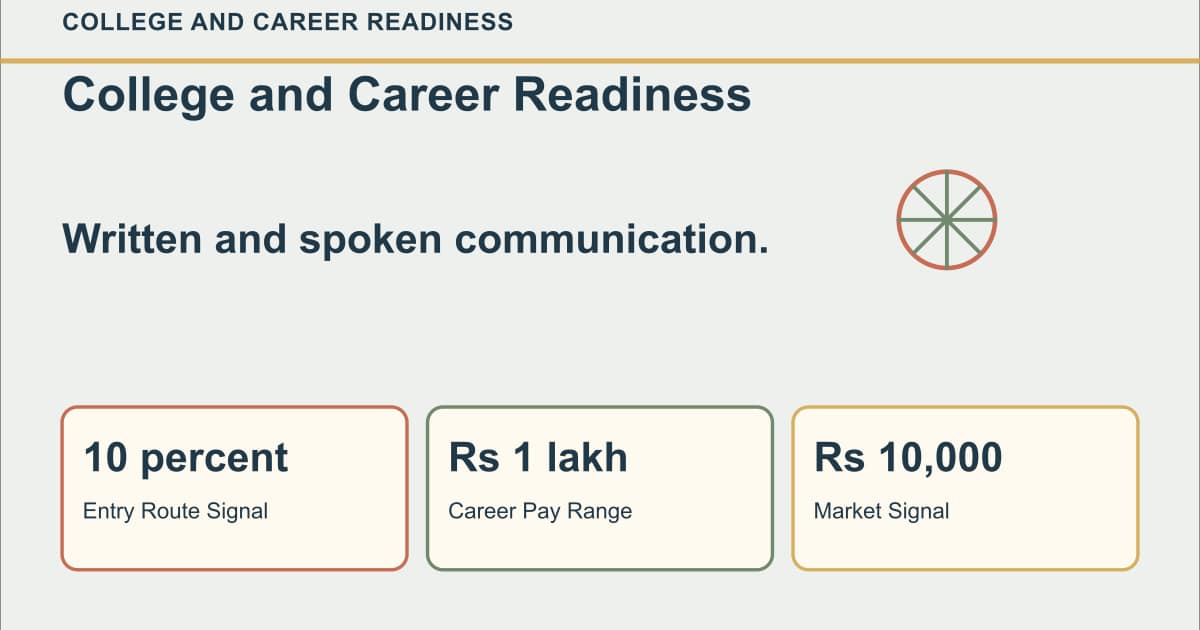 COLLEGE AND CAREER READINESS
College and Career Readiness
Written and spoken communication.
10 percent
Entry Route Signal
Rs 1 lakh
Career Pay Range
Rs 10,000
Market Signal